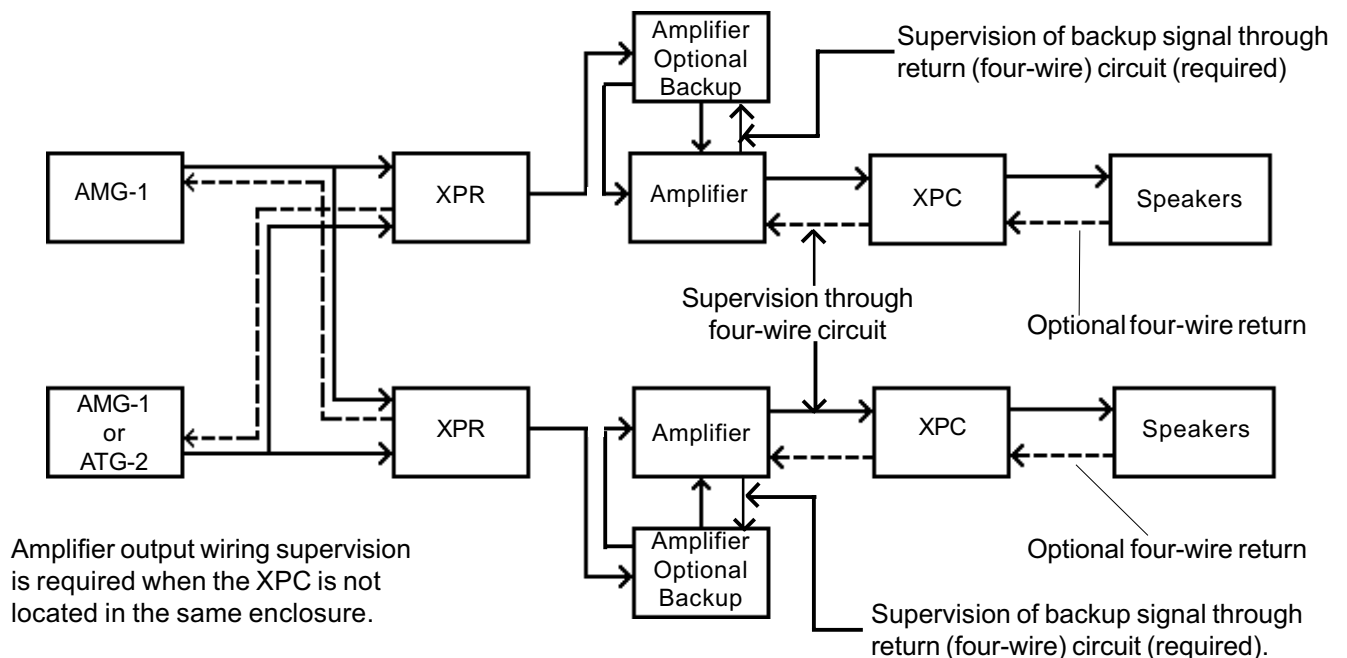 Amplifier
Optional
Backup
Supervision of backup signal through
return (four-wire) circuit (required)
AMG-1
XPR
Amplifier
XPC
Speakers
Supervision through
four-wire circuit
Optional four-wire return
AMG-1
or
ATG-2
XPR
Amplifier
XPC
Speakers
Amplifier output wiring supervision
is required when the XPC is not
located in the same enclosure.
Amplifier
Optional
Backup
Optional four-wire return
Supervision of backup signal through
return (four-wire) circuit (required).